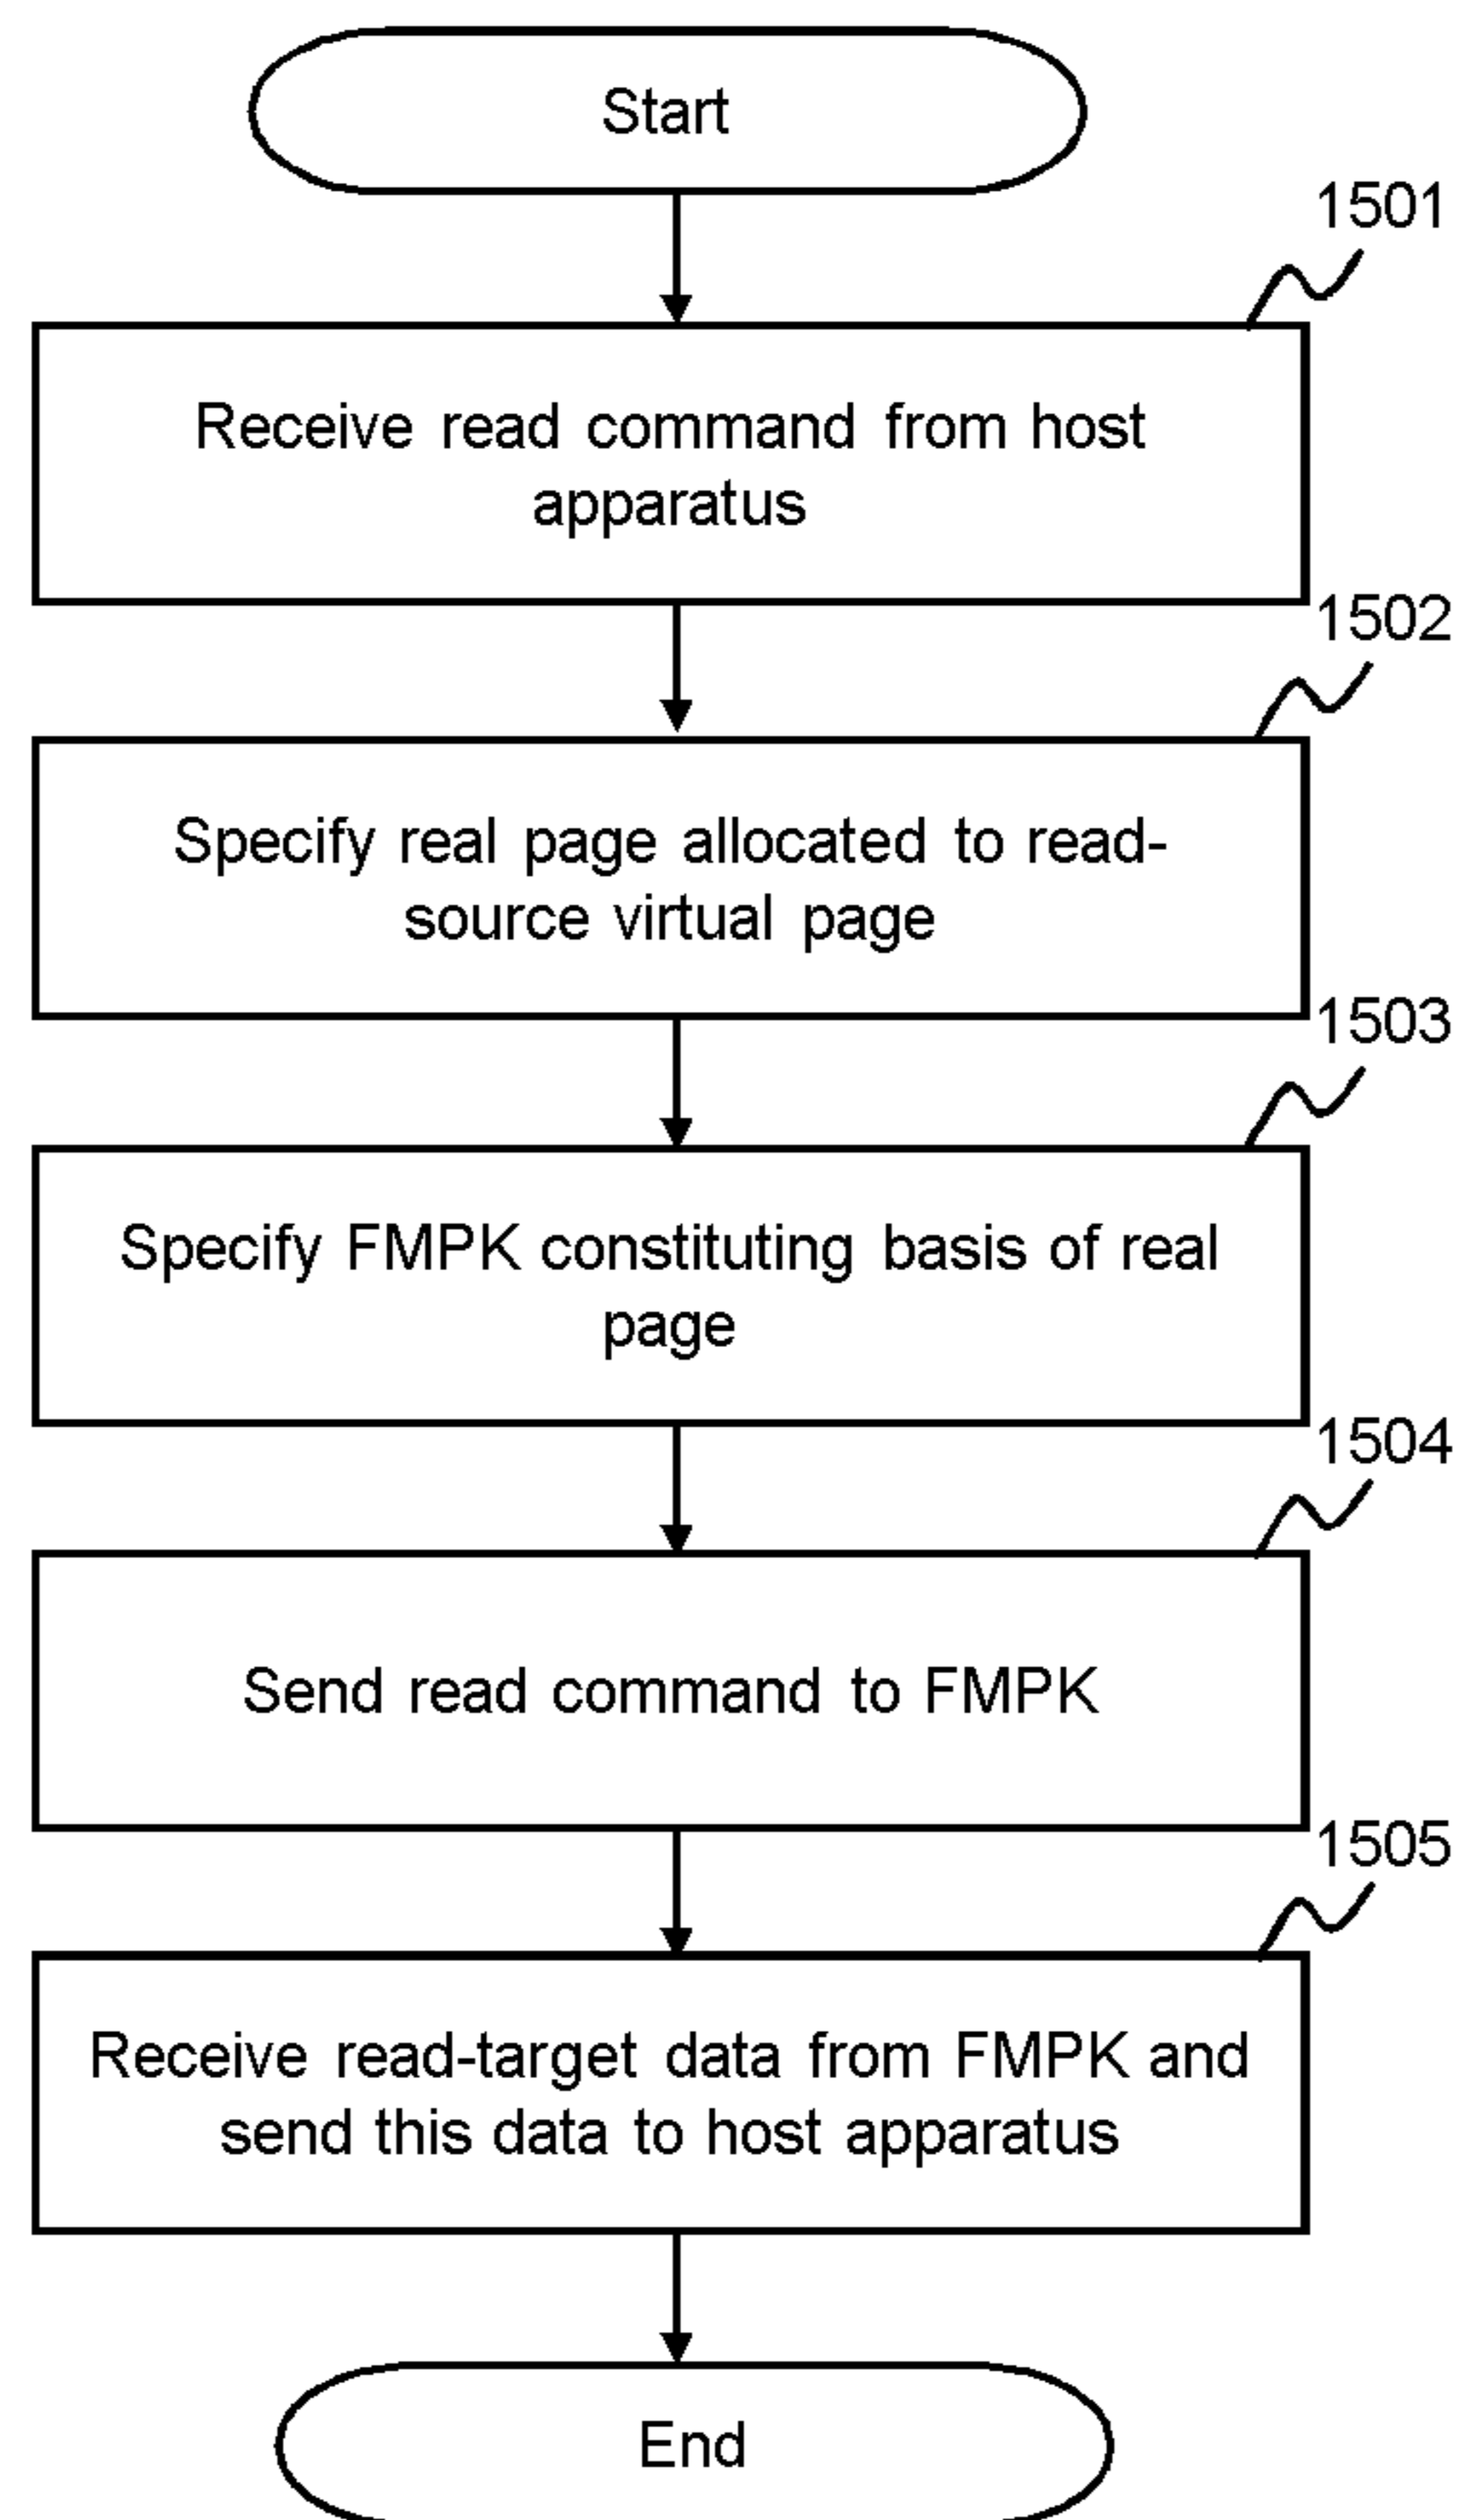 Start
1501
Receive read command from host
apparatus
1502
Specify real page allocated to read-
source virtual page
1503
Specify FMPK constituting basis of real
page
1504
Send read command to FMPK
1505
Receive read-target data from FMPK and
send this data to host apparatus
End